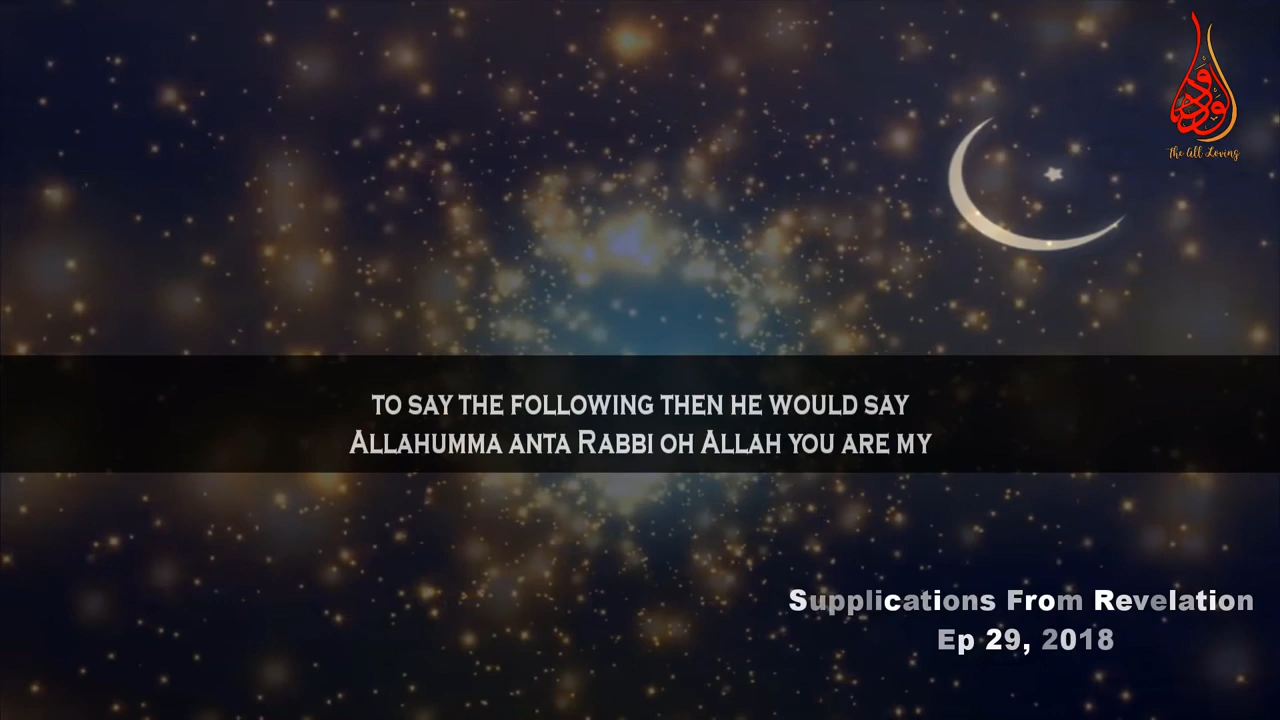 الودود
The All Loving
TO SAY THE FOLLOWING THEN HE WOULD SAY
ALLAHUMMA ANTA RABBI OH ALLAH YOU ARE MY
Supplications From Revelation
Ep 29, 2018